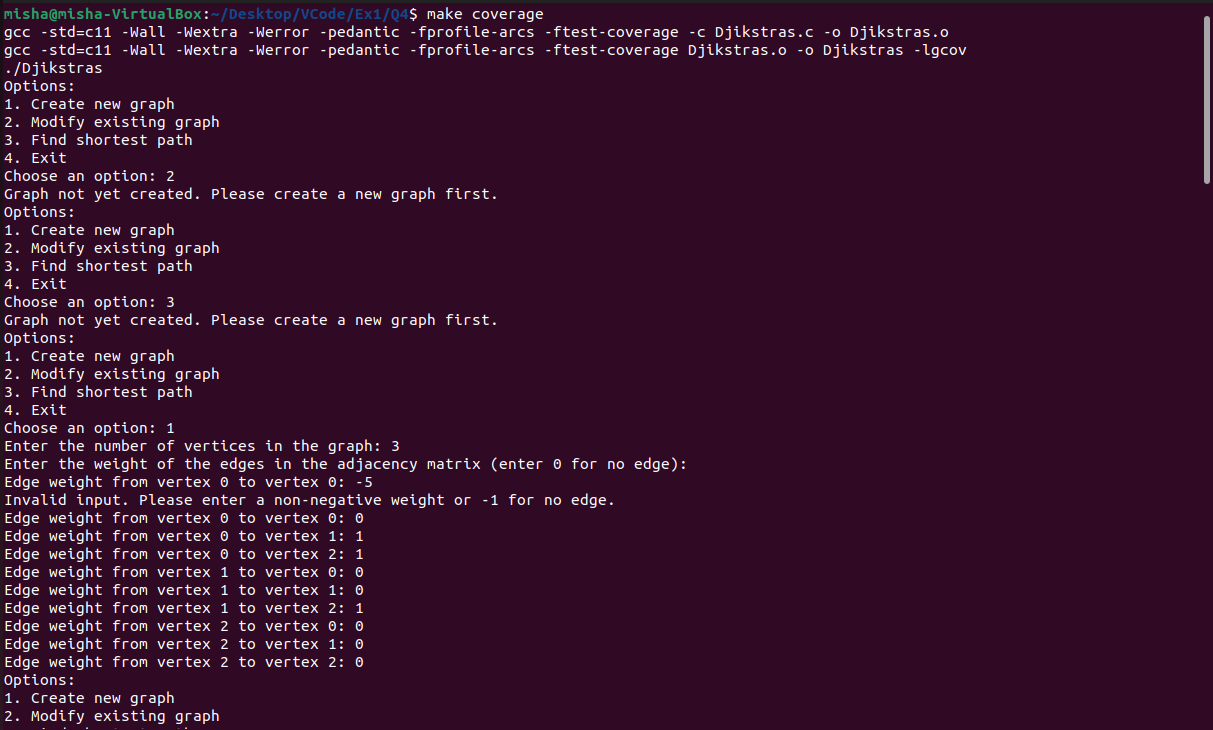 misha@misha-VirtualBox:~/Desktop/VCode/Ex1/Q4$ make coverage
gcc -std=c11 -Wall -Wextra -Werror -pedantic -fprofile-arcs -ftest-coverage -c Djikstras.c -o Djikstras.o
gcc -std=c11 -Wall -Wextra -Werror -pedantic -fprofile-arcs -ftest-coverage Djikstras.o -o Djikstras -lgcov
./Djikstras
Options:
1. Create new graph
2. Modify existing graph
3. Find shortest path
4. Exit
Choose an option: 2
Graph not yet created. Please create a new graph first.
Options:
1. Create new graph
2. Modify existing graph
3. Find shortest path
4. Exit
Choose an option: 3
Graph not yet created. Please create a new graph first.
Options:
1. Create new graph
2. Modify existing graph
3. Find shortest path
4. Exit
Choose an option: 1
Enter the number of vertices in the graph: 3
Enter the weight of the edges in the adjacency matrix (enter 0 for no edge):
Edge weight from vertex 0 to vertex 0: -5
Invalid input. Please enter a non-negative weight or -1 for no edge.
Edge weight from vertex 0 to vertex 0: 0
Edge weight from vertex 0 to vertex 1: 1
Edge weight from vertex 0 to vertex 2: 1
Edge weight from vertex 1 to vertex 0: 0
Edge weight from vertex 1 to vertex 1: 0
Edge weight from vertex 1 to vertex 2: 1
Edge weight from vertex 2 to vertex 0: 0
Edge weight from vertex 2 to vertex 1: 0
Edge weight from vertex 2 to vertex 2: 0
Options:
1. Create new graph
2. Modify existing graph